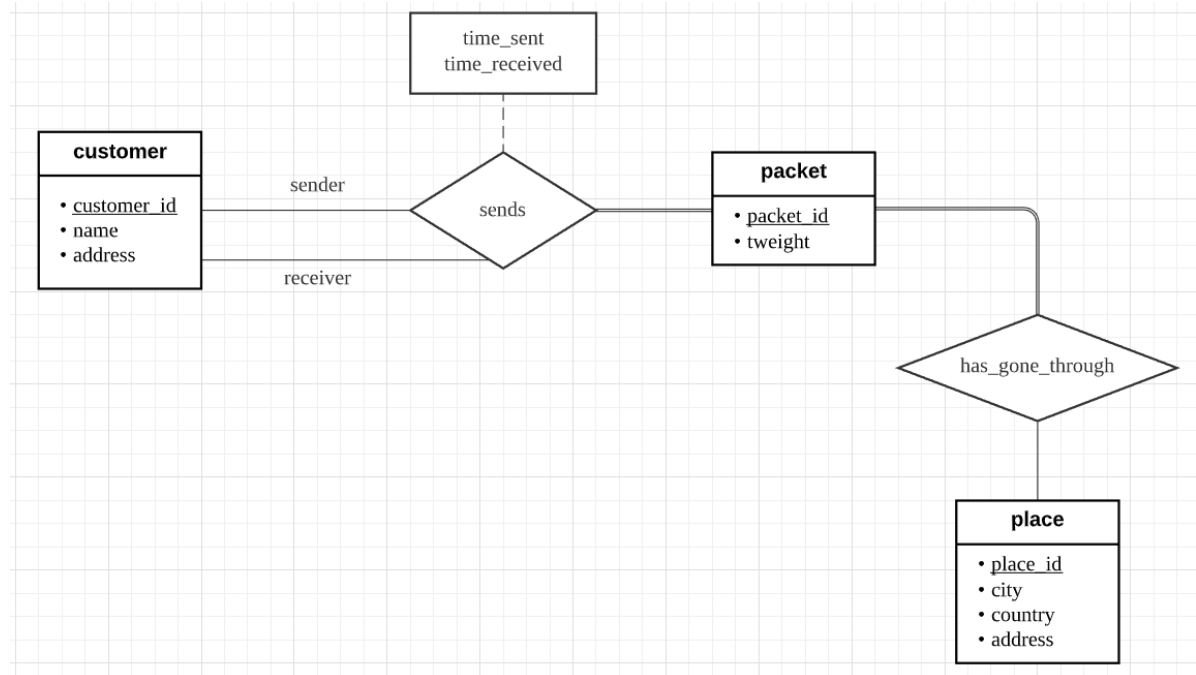 time_sent
time_received
customer
• customer_id
• name
• address
sender
receiver
sends
packet
• packet_id
• tweight
has_gone_through
place
• place_id
• city
• country
• address